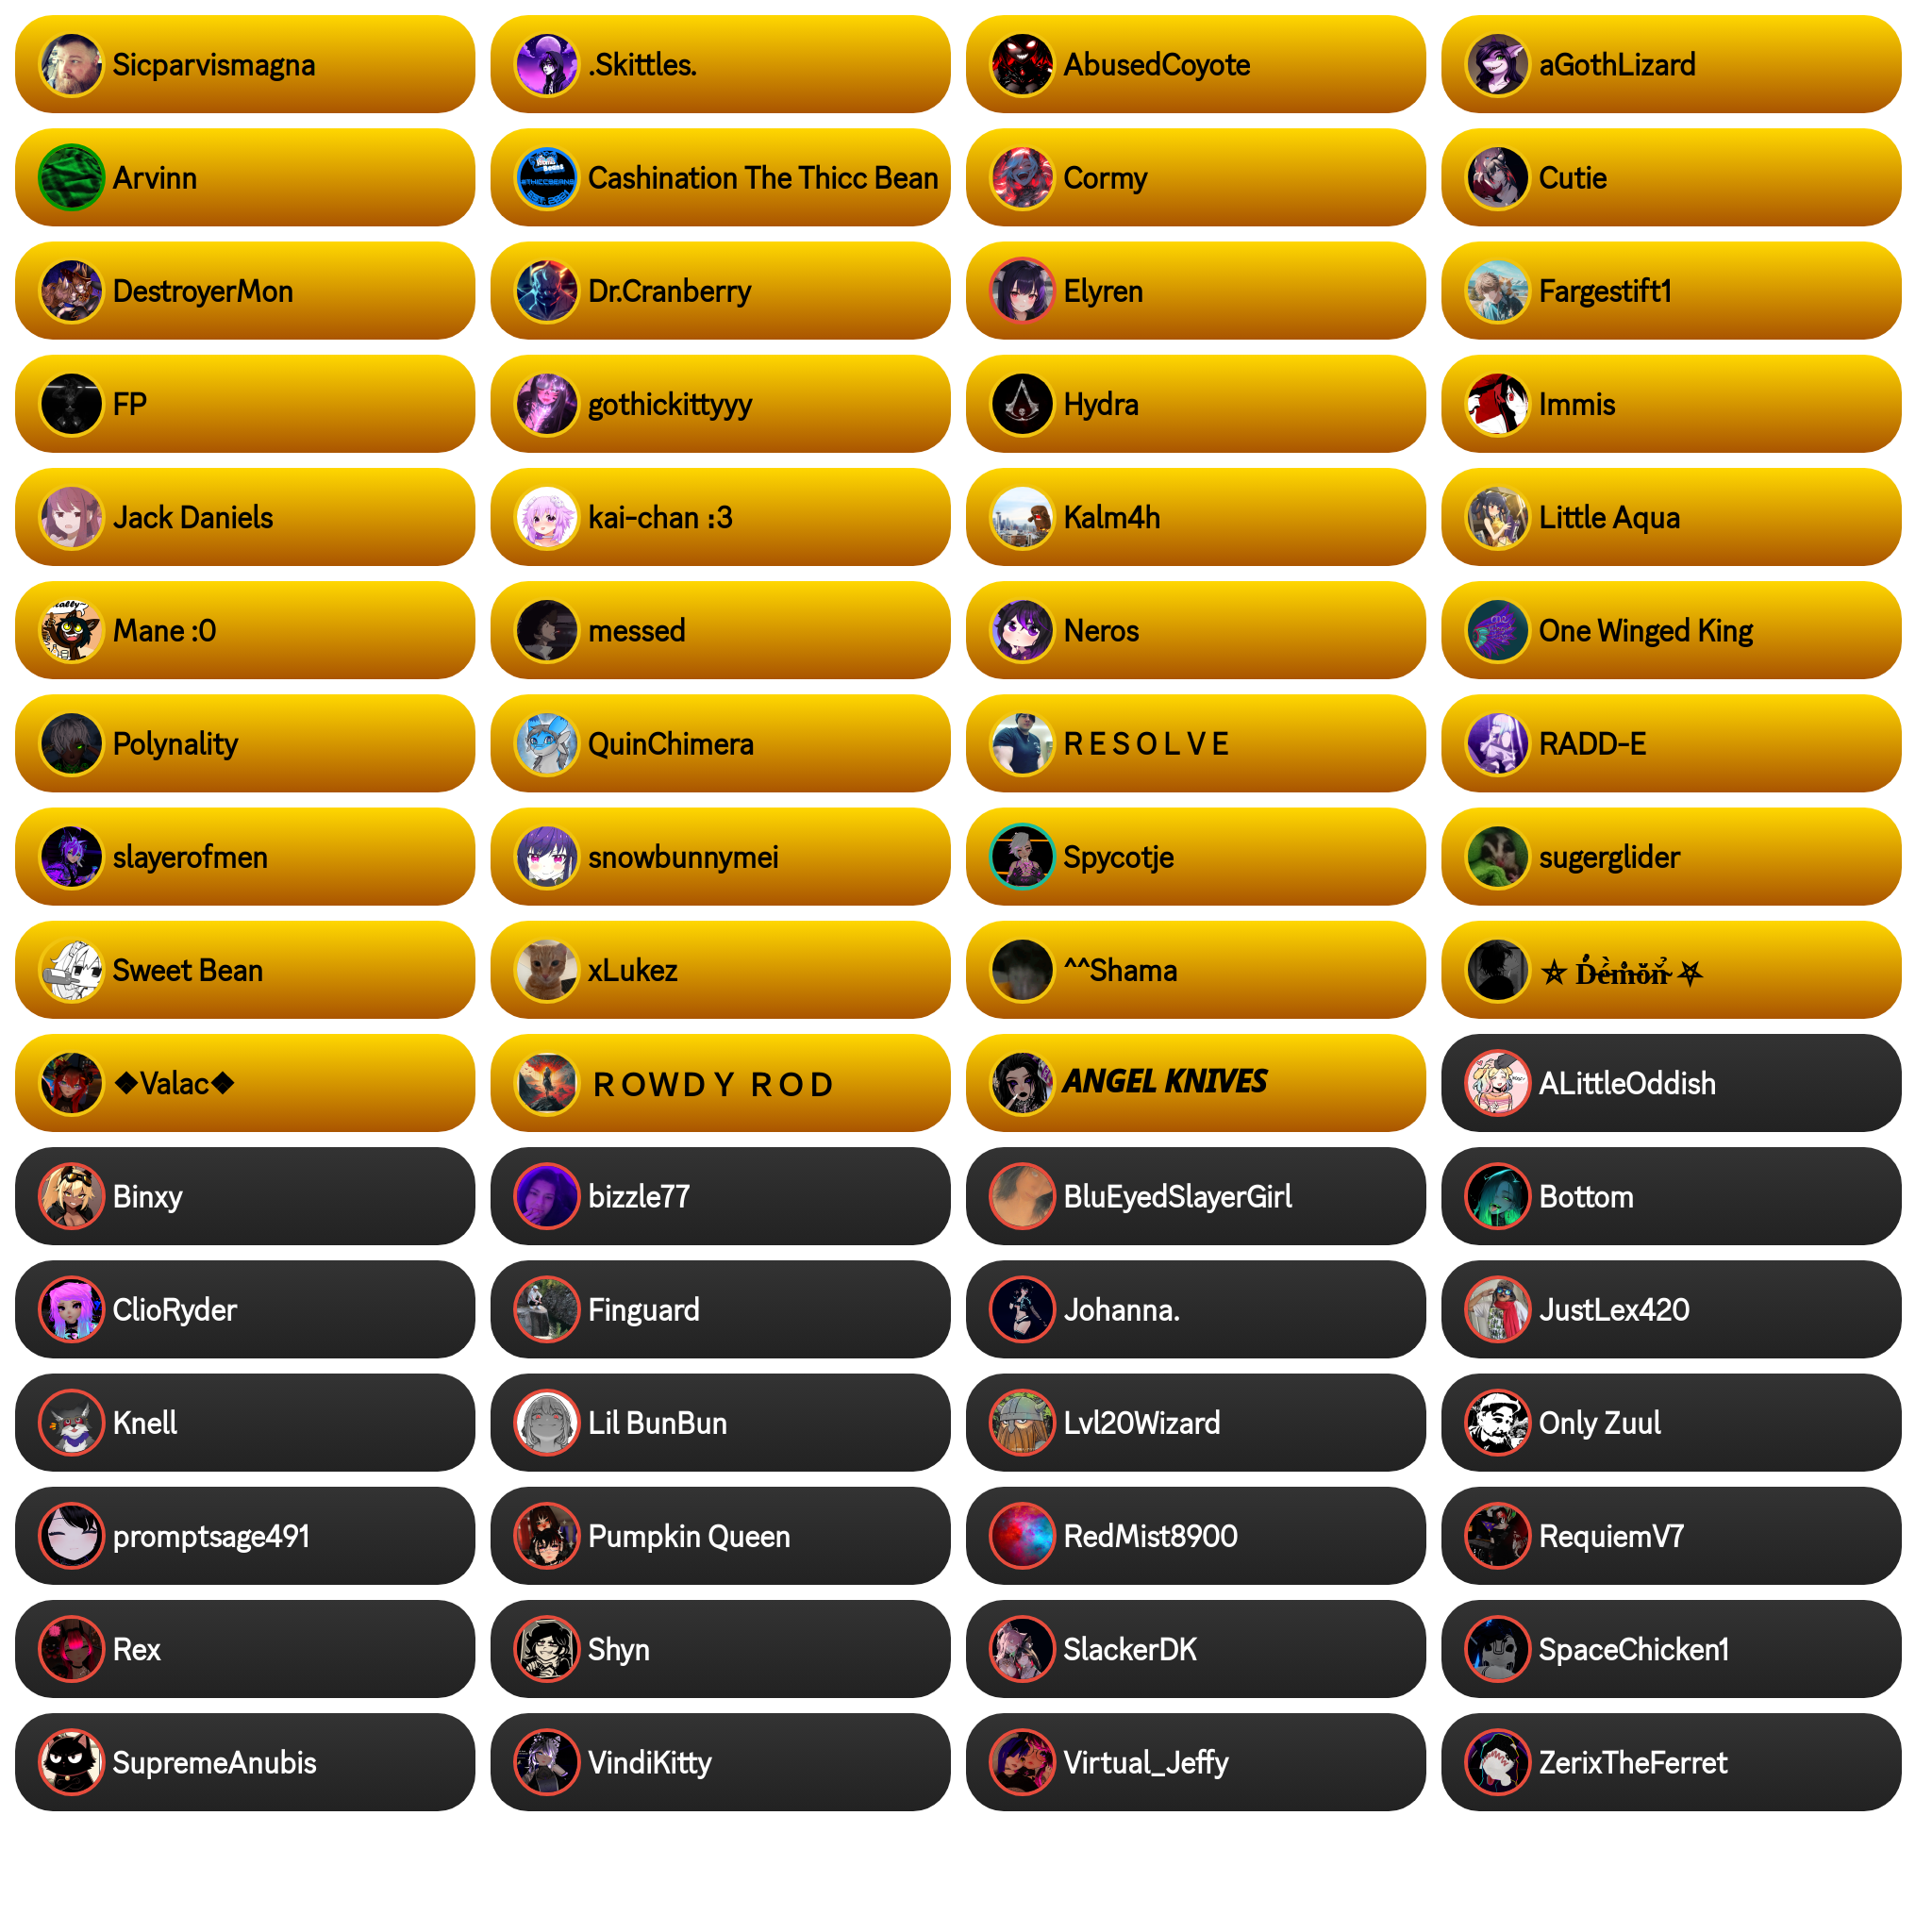 Sicparvismagna
.Skittles.
AbusedCoyote
aGothLizard
Arvinn
Cashination The Thicc Bean
Cormy
Cutie
DestroyerMon
Dr.Cranberry
Elyren
Fargestift1
FP
gothickittyyy
Hydra
Immis
Jack Daniels
kai-chan :3
Kalm4h
Little Aqua
Mane :0
messed
Neros
One Winged King
Polynality
QuinChimera
R E S O L V E
RADD-E
slayerofmen
snowbunnymei
Spycotje
sugerglider
Sweet Bean
xLukez
^^Shama
⛤ Demon ⛧
❖Valac❖
ＲＯＷＤＹ ＲＯＤ
ANGEL KNIVES
ALittleOddish
Binxy
bizzle77
BluEyedSlayerGirl
Bottom
ClioRyder
Finguard
Johanna.
JustLex420
Knell
Lil BunBun
Lvl20Wizard
Only Zuul
promptsage491
Pumpkin Queen
RedMist8900
RequiemV7
Rex
Shyn
SlackerDK
SpaceChicken1
SupremeAnubis
VindiKitty
Virtual_Jeffy
ZerixTheFerret